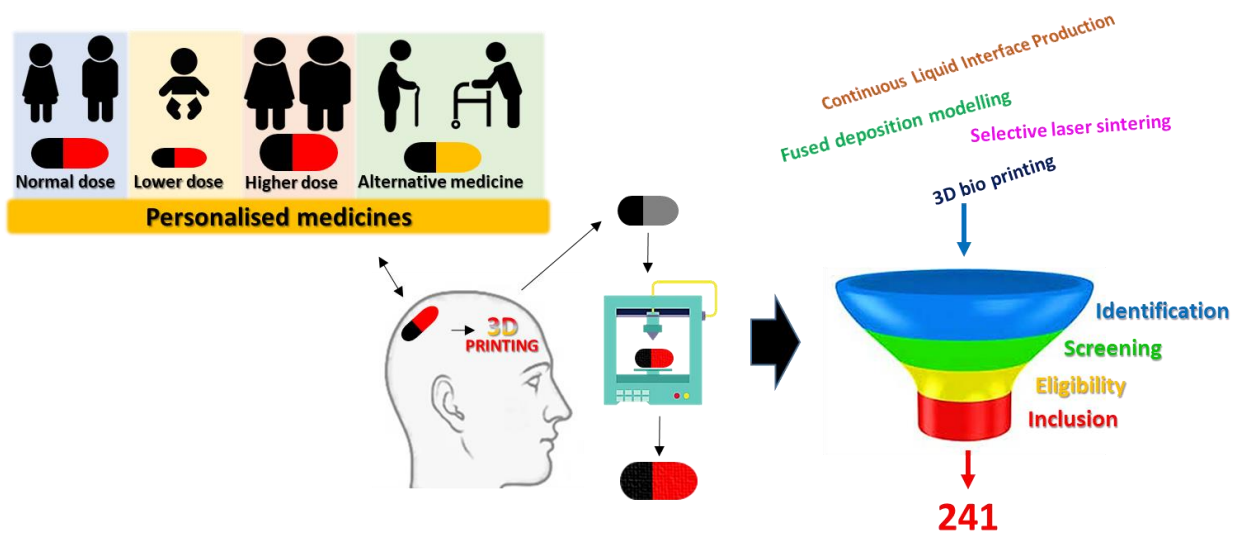 Normal dose
Lower dose
Higher dose
Alternative medicine
Personalised medicines
3D
PRINTING
Continuous Liquid Interface Production
Fused deposition modelling
Selective laser sintering
3D bio printing
Identification
Screening
Eligibility
Inclusion
241